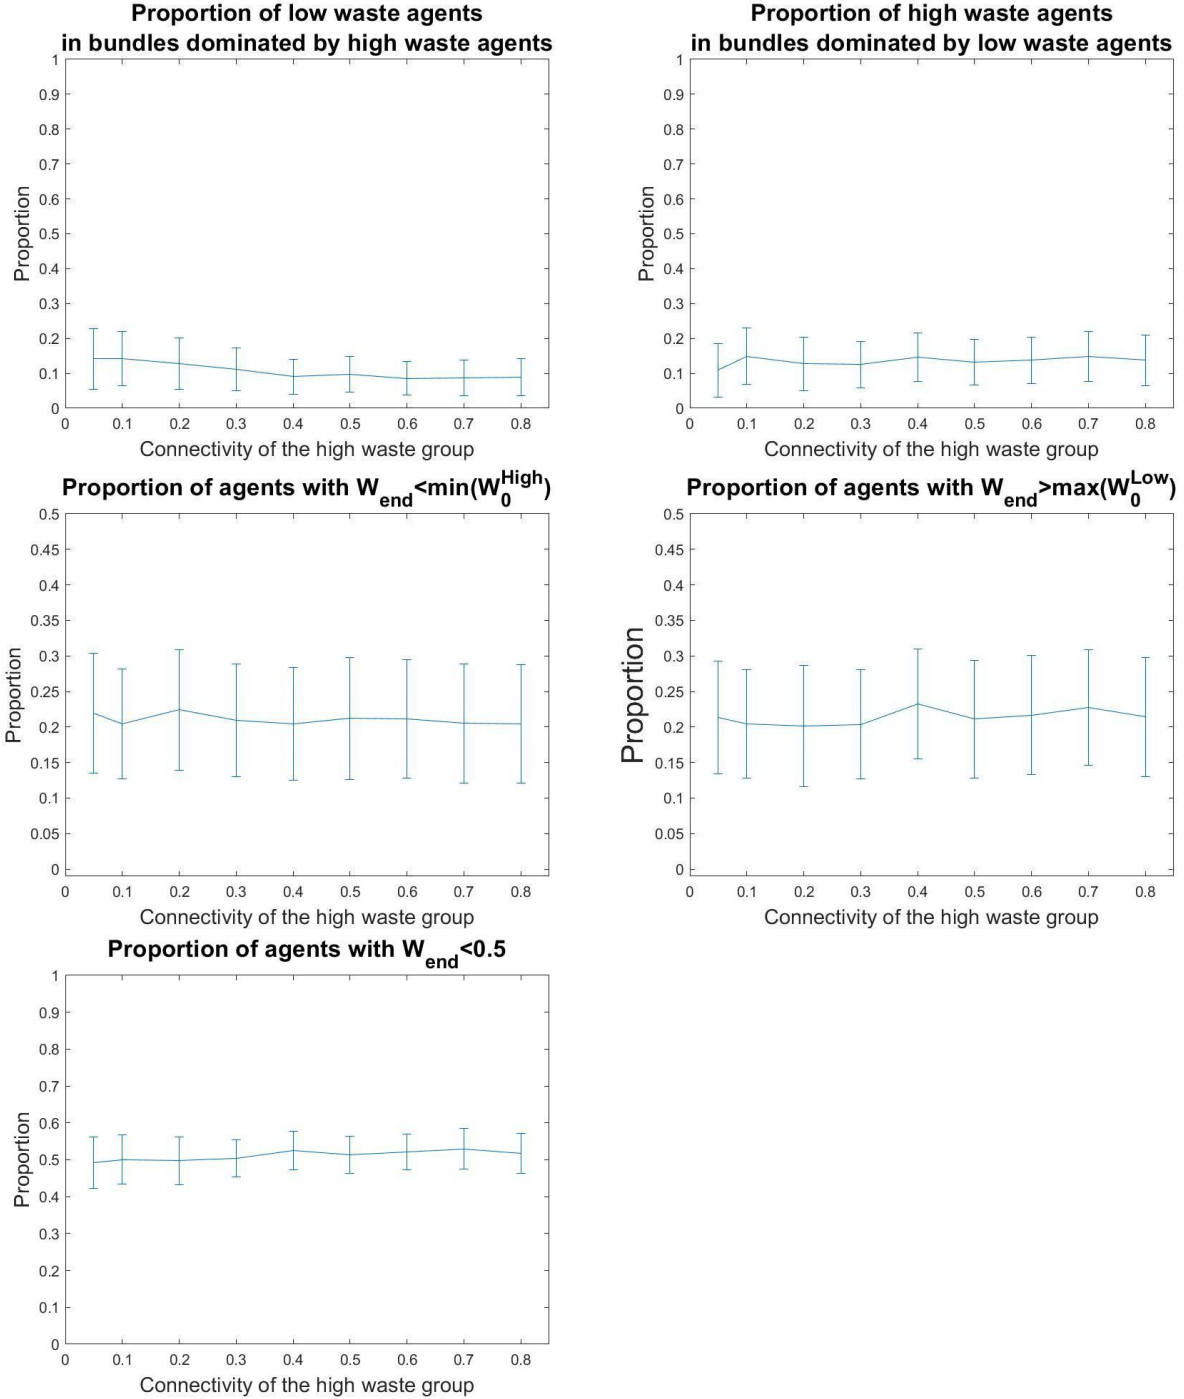 Proportion of low waste agents
in bundles dominated by high waste agents
1
0.9
0.8
0.7
0.6
0.5
0.4
0.3
0.2
0.1
0
Proportion
0 0.1 0.2 0.3 0.4 0.5 0.6 0.7 0.8
Connectivity of the high waste group
Proportion of high waste agents
in bundles dominated by low waste agents
1
0.9
0.8
0.7
0.6
0.5
0.4
0.3
0.2
0.1
0
Proportion
0 0.1 0.2 0.3 0.4 0.5 0.6 0.7 0.8
Connectivity of the high waste group
Proportion of agents with W_end<min(W_0^High)
0.5
0.45
0.4
0.35
0.3
0.25
0.2
0.15
0.1
0.05
0
Proportion
0 0.1 0.2 0.3 0.4 0.5 0.6 0.7 0.8
Connectivity of the high waste group
Proportion of agents with W_end>max(W_0^Low)
0.5
0.45
0.4
0.35
0.3
0.25
0.2
0.15
0.1
0.05
0
Proportion
0 0.1 0.2 0.3 0.4 0.5 0.6 0.7 0.8
Connectivity of the high waste group
Proportion of agents with W_end<0.5
1
0.9
0.8
0.7
0.6
0.5
0.4
0.3
0.2
0.1
0
Proportion
0 0.1 0.2 0.3 0.4 0.5 0.6 0.7 0.8
Connectivity of the high waste group